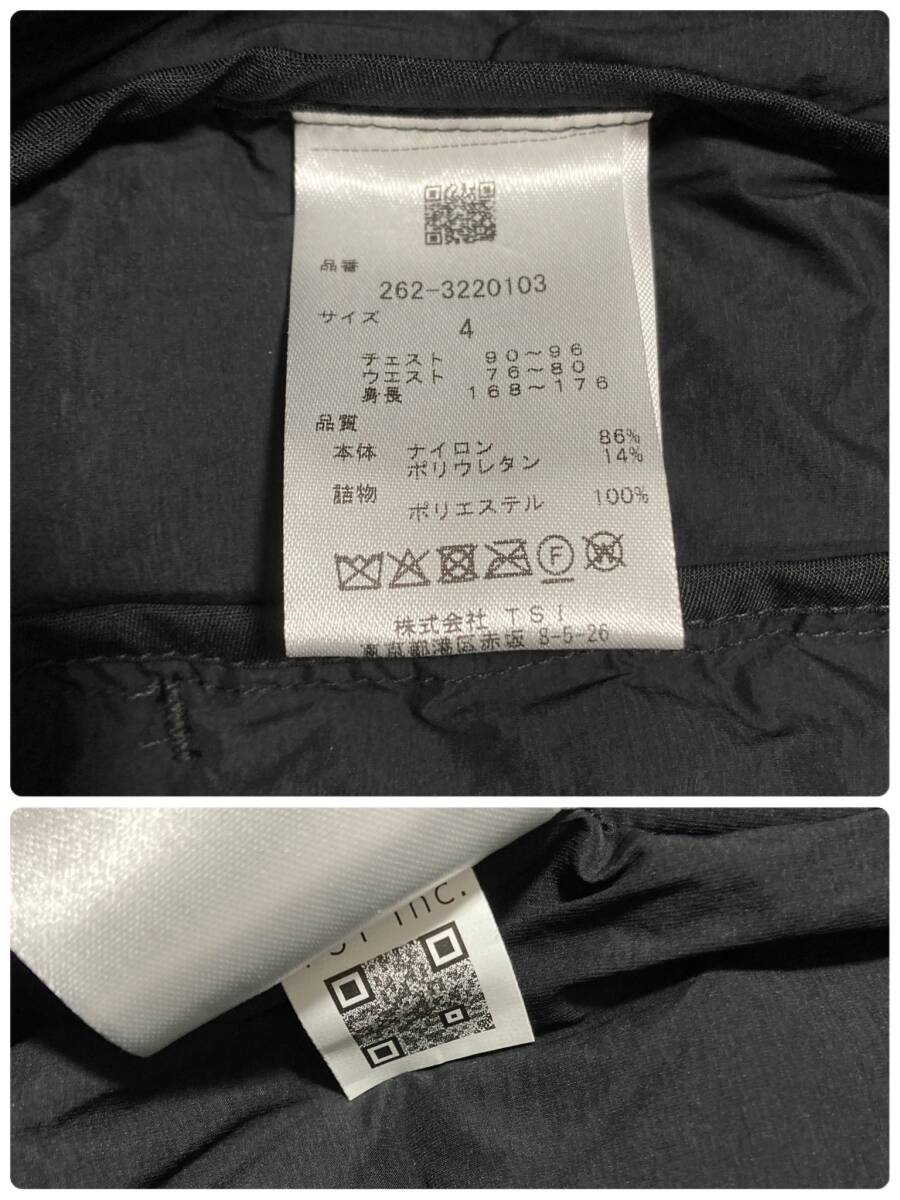 品番
262-3220103
サイズ
4
チェスト 90～96
ウエスト 76～80
身長 168～176
品質
本体 ナイロン 86%
ポリウレタン 14%
詰物
ポリエステル 100%
F W
株式会社 TSI
東京都港区赤坂 8-5-26
TSI Inc.